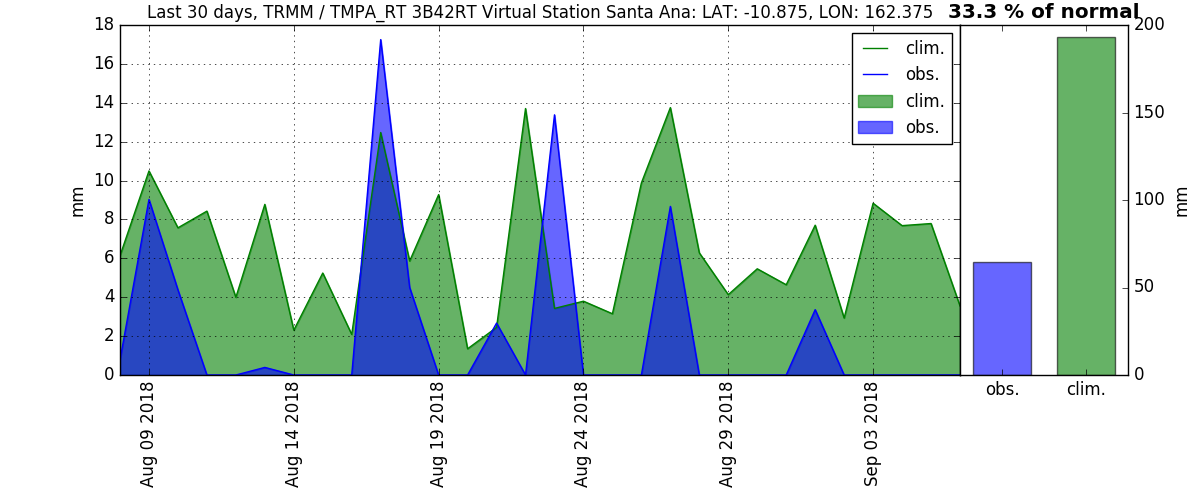 Last 30 days, TRMM / TMPA_RT 3B42RT Virtual Station Santa Ana: LAT: -10.875, LON: 162.375
33.3 % of normal
18
16
14
12
10
8
6
4
2
0
mm
clim.
obs.
clim.
obs.
Aug 09 2018
Aug 14 2018
Aug 19 2018
Aug 24 2018
Aug 29 2018
Sep 03 2018
200
150
100
50
0
mm
obs.
clim.